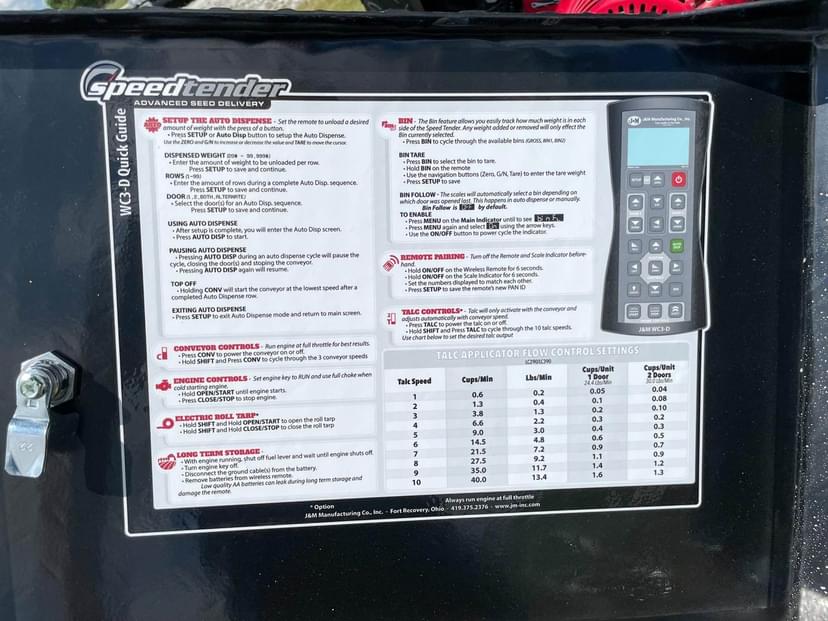 speedtender
ADVANCED SEED DELIVERY
WC3-D Quick Guide
SETUP THE AUTO DISPENSE - Set the remote to unload a desired
amount of weight with the press of a button.
• Press SETUP or Auto Disp button to setup the Auto Dispense.
Use the ZERO and G/N to increase or decrease the value and TARE to move the cursor.
DISPENSED WEIGHT (200 - 99,999#)
• Enter the amount of weight to be unloaded per row.
Press SETUP to save and continue.
ROWS (1-99)
• Enter the amount of rows during a complete Auto Disp. sequence.
Press SETUP to save and continue.
DOOR (1, 2, BOTH, ALTERNATE)
• Select the door(s) for an Auto Disp. sequence.
Press SETUP to save and continue.
USING AUTO DISPENSE
• After setup is complete, you will enter the Auto Disp screen.
• Press AUTO DISP to start.
PAUSING AUTO DISPENSE
• Pressing AUTO DISP during an auto dispense cycle will pause the
cycle, closing the door(s) and stopping the conveyor.
• Pressing AUTO DISP again will resume.
TOP OFF
• Holding CONV will start the conveyor at the lowest speed after a
completed Auto Dispense row.
EXITING AUTO DISPENSE
• Press SETUP to exit Auto Dispense mode and return to main screen.
CONVEYOR CONTROLS - Run engine at full throttle for best results.
• Press CONV to power the conveyor on or off.
• Hold SHIFT and Press CONV to cycle through the 3 conveyor speeds
ENGINE CONTROLS - Set engine key to RUN and use full choke when
cold starting engine.
• Hold OPEN/START until engine starts.
• Press CLOSE/STOP to stop engine.
ELECTRIC ROLL TARP*
• Hold SHIFT and Hold OPEN/START to open the roll tarp
• Hold SHIFT and Hold CLOSE/STOP to close the roll tarp
LONG TERM STORAGE -
• With engine running, shut off fuel lever and wait until engine shuts off.
• Turn engine key off.
• Disconnect the ground cable(s) from the battery.
• Remove batteries from wireless remote.
Low quality AA batteries can leak during long term storage and
damage the remote.
BIN - The Bin feature allows you easily track how much weight is in each
side of the Speed Tender. Any weight added or removed will only effect the
Bin currently selected.
• Press BIN to cycle through the available bins (GROSS, BIN1, BIN2)
BIN TARE
• Press BIN to select the bin to tare.
• Hold BIN on the remote
• Use the navigation buttons (Zero, G/N, Tare) to enter the tare weight
• Press SETUP to save
BIN FOLLOW - The scales will automatically select a bin depending on
which door was opened last. This happens in auto dispense or manually.
Bin Follow is OFF by default.
TO ENABLE
• Press MENU on the Main Indicator until to see
• Press MENU again and select On using the arrow keys.
• Use the ON/OFF button to power cycle the indicator.
REMOTE PAIRING - Turn off the Remote and Scale Indicator before-
hand.
• Hold ON/OFF on the Wireless Remote for 6 seconds.
• Hold ON/OFF on the Scale Indicator for 6 seconds.
• Set the numbers displayed to match each other.
• Press SETUP to save the remote's new PAN ID
TALC CONTROLS* - Talc will only activate with the conveyor and
adjusts automatically with conveyor speed.
• Press TALC to power the talc on or off.
• Hold SHIFT and Press TALC to cycle through the 10 talc speeds.
Use chart below to set the desired talc output
J&M Manufacturing Co., Inc.
J&M WC3-D
TALC APPLICATOR FLOW CONTROL SETTINGS
LC290/LC390
Talc Speed Cups/Min Lbs/Min Cups/Unit 1 Door 24.4 Lbs/Min Cups/Unit 2 Doors 30.0 Lbs/Min
1 0.6 0.2 0.05 0.04
2 1.3 0.4 0.1 0.08
3 3.8 1.3 0.2 0.10
4 6.6 2.2 0.3 0.2
5 9.0 3.0 0.4 0.3
6 14.5 4.8 0.6 0.5
7 21.5 7.2 0.9 0.7
8 27.5 9.2 1.1 0.9
9 35.0 11.7 1.4 1.2
10 40.0 13.4 1.6 1.3
* Option
Always run engine at full throttle
J&M Manufacturing Co., Inc. - Fort Recovery, Ohio - 419.375.2376 - www.jm-inc.com